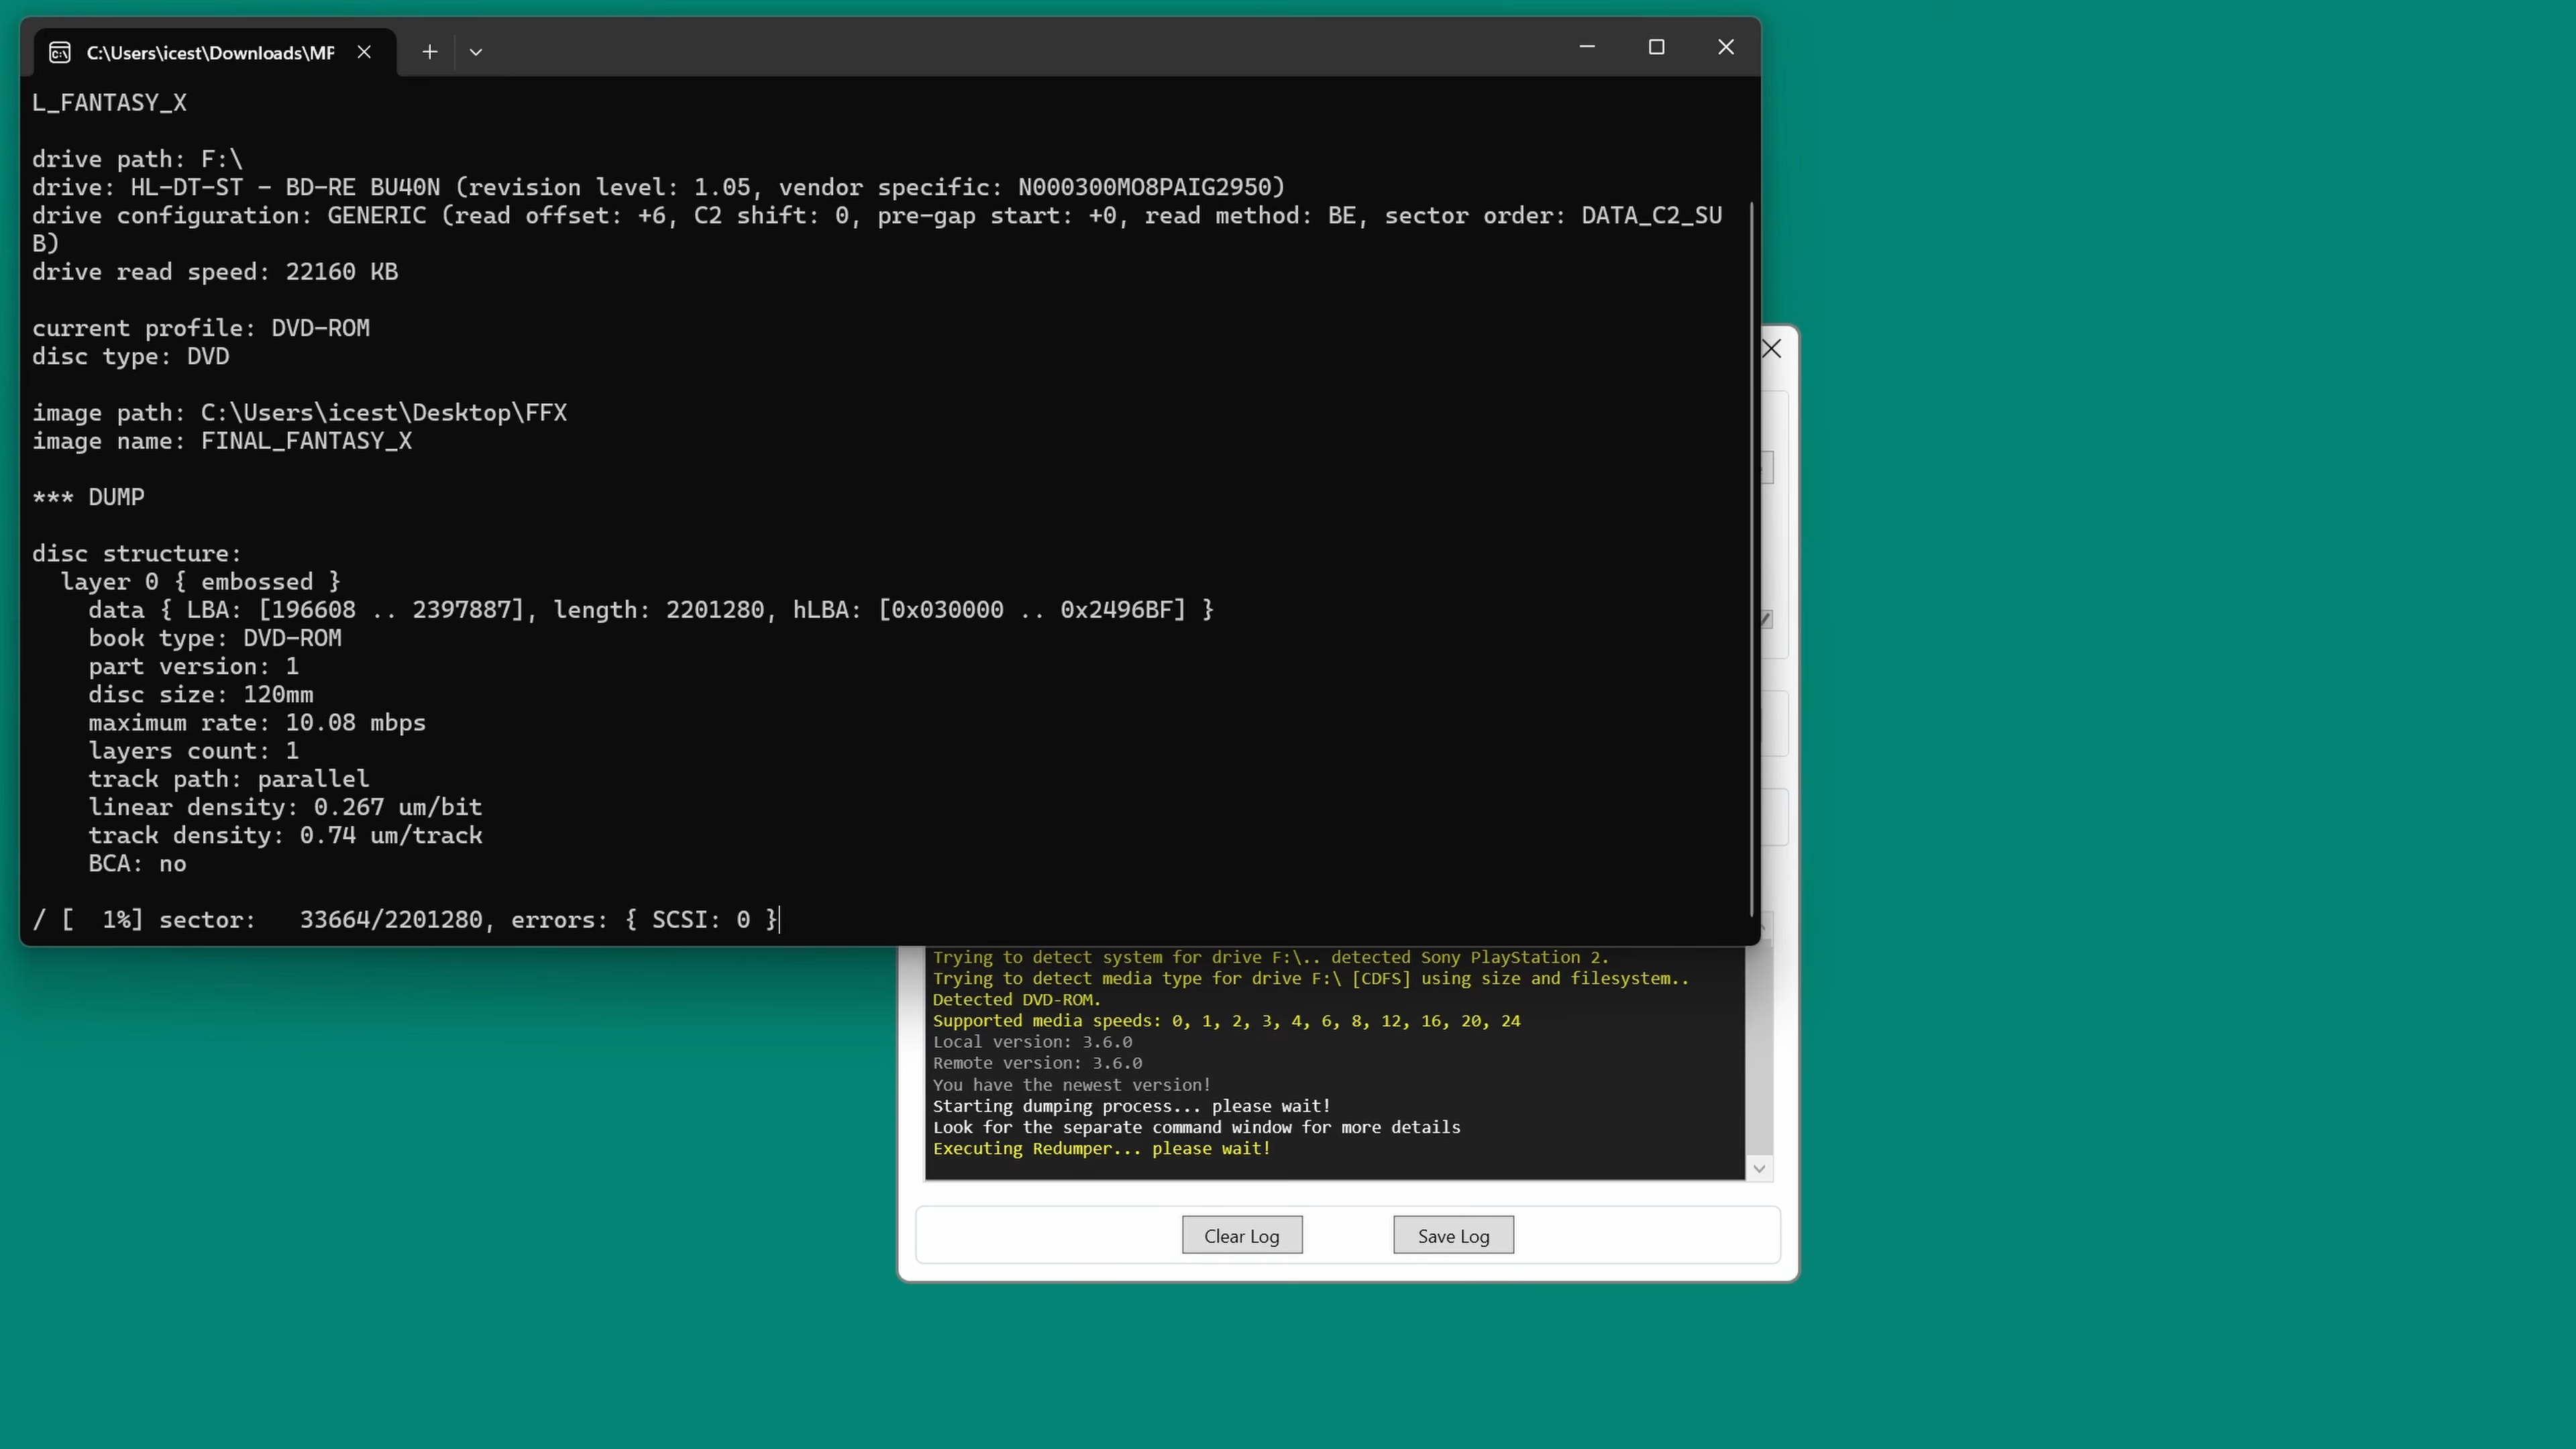 C:\Users\icest\Downloads\MF
L_FANTASY_X
drive path: F:\
drive: HL-DT-ST - BD-RE BU40N (revision level: 1.05, vendor specific: N000300MO8PAIG2950)
drive configuration: GENERIC (read offset: +6, C2 shift: 0, pre-gap start: +0, read method: BE, sector order: DATA_C2_SU
B)
drive read speed: 22160 KB
current profile: DVD-ROM
disc type: DVD
image path: C:\Users\icest\Desktop\FFX
image name: FINAL_FANTASY_X
*** DUMP
disc structure:
layer 0 { embossed }
data { LBA: [196608 .. 2397887], length: 2201280, hLBA: [0x030000 .. 0x2496BF] }
book type: DVD-ROM
part version: 1
disc size: 120mm
maximum rate: 10.08 mbps
layers count: 1
track path: parallel
linear density: 0.267 um/bit
track density: 0.74 um/track
BCA: no
/ [  1%] sector:   33664/2201280, errors: { SCSI: 0 }
Trying to detect system for drive F:\.. detected Sony PlayStation 2.
Trying to detect media type for drive F:\ [CDFS] using size and filesystem..
Detected DVD-ROM.
Supported media speeds: 0, 1, 2, 3, 4, 6, 8, 12, 16, 20, 24
Local version: 3.6.0
Remote version: 3.6.0
You have the newest version!
Starting dumping process... please wait!
Look for the separate command window for more details
Executing Redumper... please wait!
Clear Log
Save Log